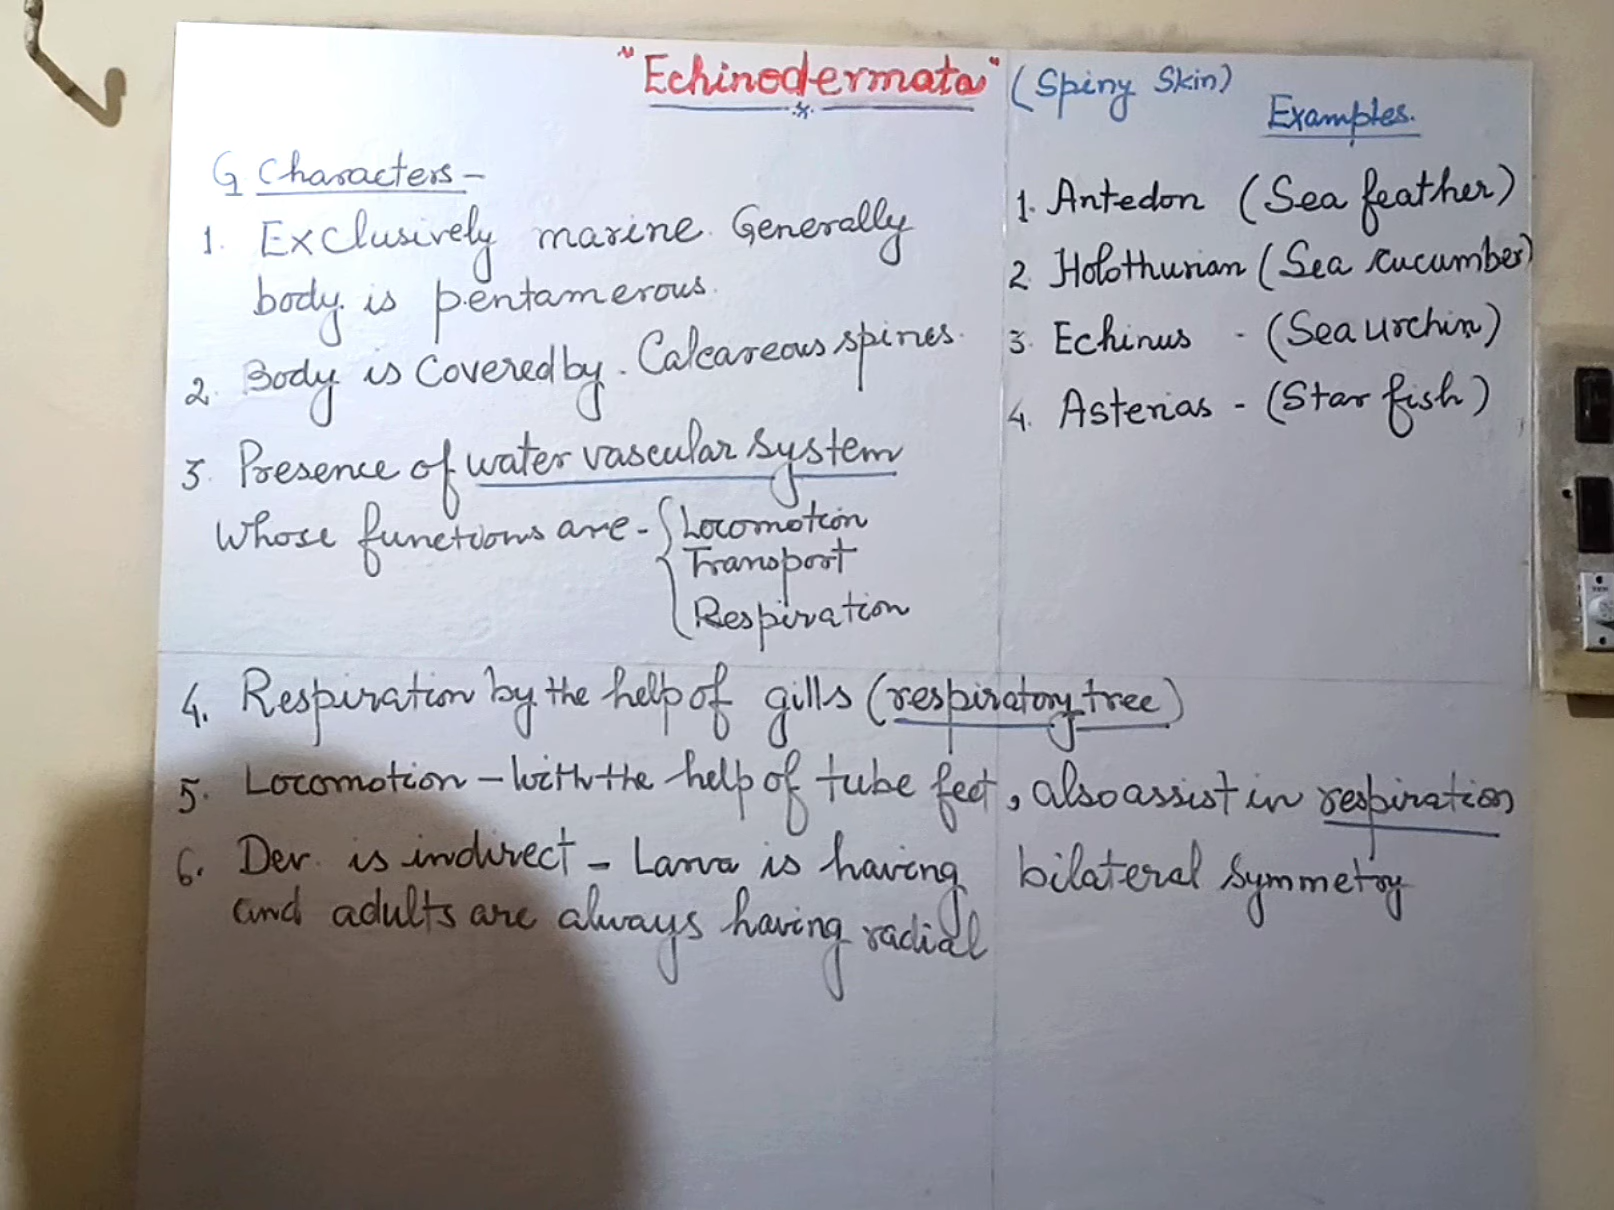 "Echinodermata" (Spiny Skin)
Examples.
G Characters -
1. Exclusively marine. Generally
body is pentamerous.
2. Body is Covered by. Calcareous spines.
3. Presence of water vascular system
Whose functions are - Locomotion
Transport
Respiration
4. Respiration by the help of gills (respiratory tree)
5. Locomotion - With the help of tube feet, also assist in respiration
6. Dev. is indirect - Larva is having bilateral symmetry
and adults are always having radial
1. Antedon (Sea feather)
2. Holothurian (Sea cucumber)
3. Echinus - (Sea urchin)
4. Asterias - (Star fish)